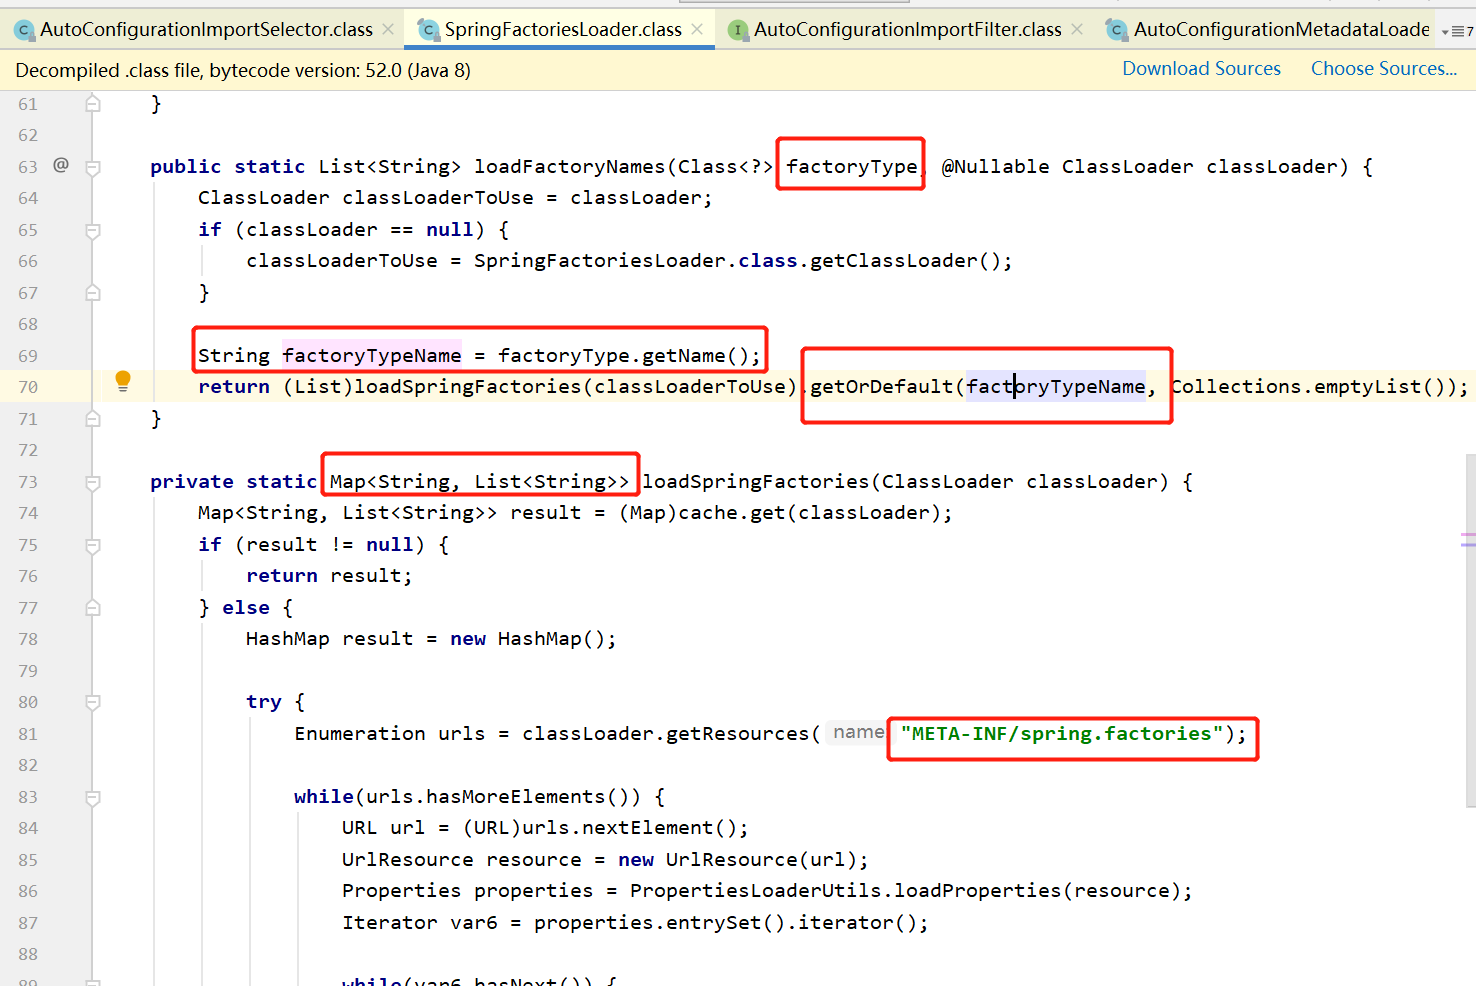 AutoConfigurationImportSelector.class SpringFactoriesLoader.class AutoConfigurationImportFilter.class AutoConfigurationMetadataLoade 7
Decompiled .class file, bytecode version: 52.0 (Java 8) Download Sources Choose Sources...
61 }
62
63 @ public static List<String> loadFactoryNames(Class<?> factoryType, @Nullable ClassLoader classLoader) {
64 ClassLoader classLoaderToUse = classLoader;
65 if (classLoader == null) {
66 classLoaderToUse = SpringFactoriesLoader.class.getClassLoader();
67 }
68
69 String factoryTypeName = factoryType.getName();
70 return (List)loadSpringFactories(classLoaderToUse).getOrDefault(factoryTypeName, Collections.emptyList());
71 }
72
73 private static Map<String, List<String>> loadSpringFactories(ClassLoader classLoader) {
74 Map<String, List<String>> result = (Map)cache.get(classLoader);
75 if (result != null) {
76 return result;
77 } else {
78 HashMap result = new HashMap();
79
80 try {
81 Enumeration urls = classLoader.getResources( name "META-INF/spring.factories");
82
83 while(urls.hasMoreElements()) {
84 URL url = (URL)urls.nextElement();
85 UrlResource resource = new UrlResource(url);
86 Properties properties = PropertiesLoaderUtils.loadProperties(resource);
87 Iterator var6 = properties.entrySet().iterator();
88
89 while(var6.hasNext()) {